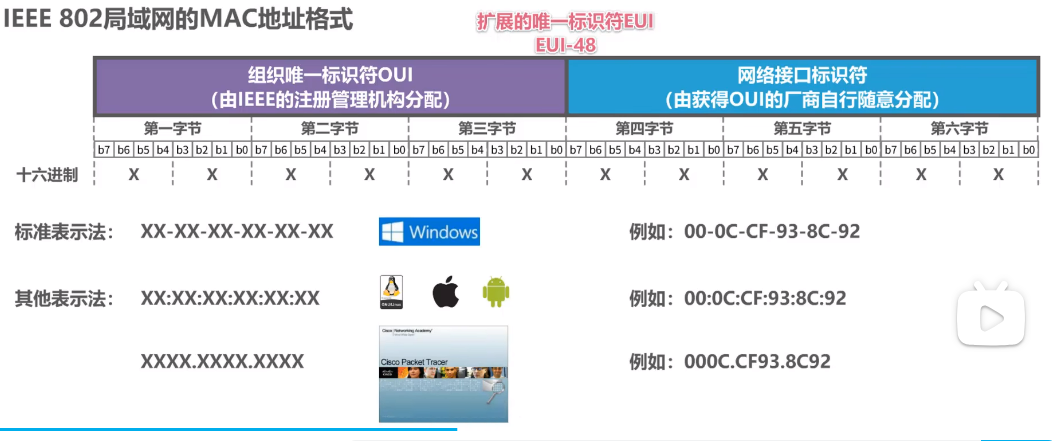 IEEE 802局域网的MAC地址格式
扩展的唯一标识符EUI
EUI-48
组织唯一标识符OUI
（由IEEE的注册管理机构分配）
网络接口标识符
（由获得OUI的厂商自行随意分配）
第一字节 第二字节 第三字节 第四字节 第五字节 第六字节
b7 b6 b5 b4 b3 b2 b1 b0 b7 b6 b5 b4 b3 b2 b1 b0 b7 b6 b5 b4 b3 b2 b1 b0 b7 b6 b5 b4 b3 b2 b1 b0 b7 b6 b5 b4 b3 b2 b1 b0 b7 b6 b5 b4 b3 b2 b1 b0
十六进制 X X X X X X X X X X X X
标准表示法： XX-XX-XX-XX-XX-XX Windows 例如：00-0C-CF-93-8C-92
其他表示法： XX:XX:XX:XX:XX:XX 例如：00:0C:CF:93:8C:92
Cisco Networking Academy
Cisco Packet Tracer
XXXX.XXXX.XXXX 例如：000C.CF93.8C92